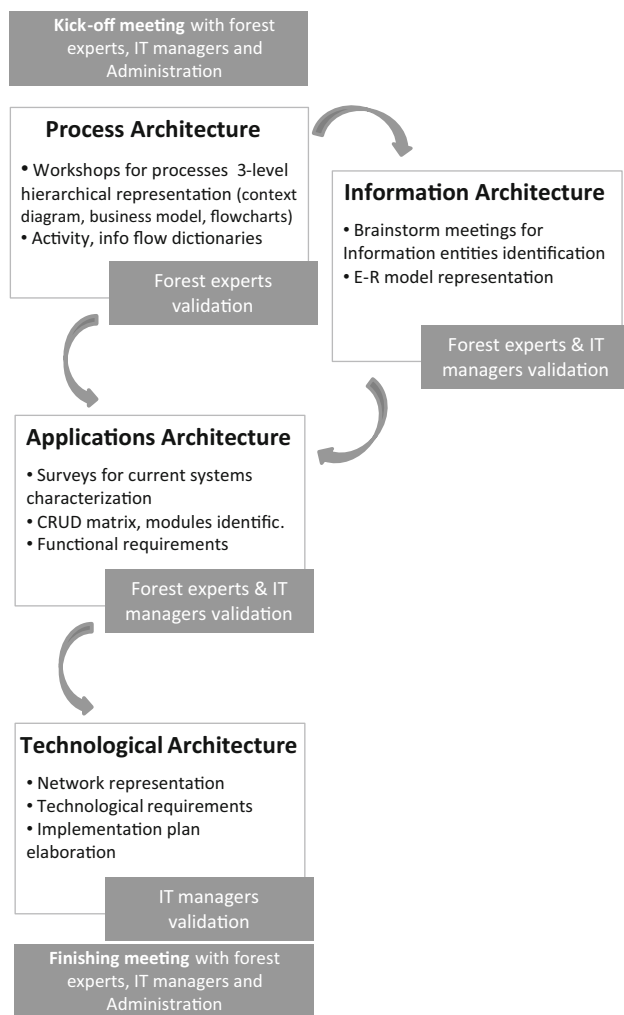 Kick-off meeting with forest
experts, IT managers and
Administration
Process Architecture
• Workshops for processes 3-level
hierarchical representation (context
diagram, business model, flowcharts)
• Activity, info flow dictionaries
Forest experts
validation
Information Architecture
• Brainstorm meetings for
Information entities identification
• E-R model representation
Forest experts & IT
managers validation
Applications Architecture
• Surveys for current systems
characterization
• CRUD matrix, modules identific.
• Functional requirements
Forest experts & IT
managers validation
Technological Architecture
• Network representation
• Technological requirements
• Implementation plan
elaboration
IT managers
validation
Finishing meeting with forest
experts, IT managers and
Administration